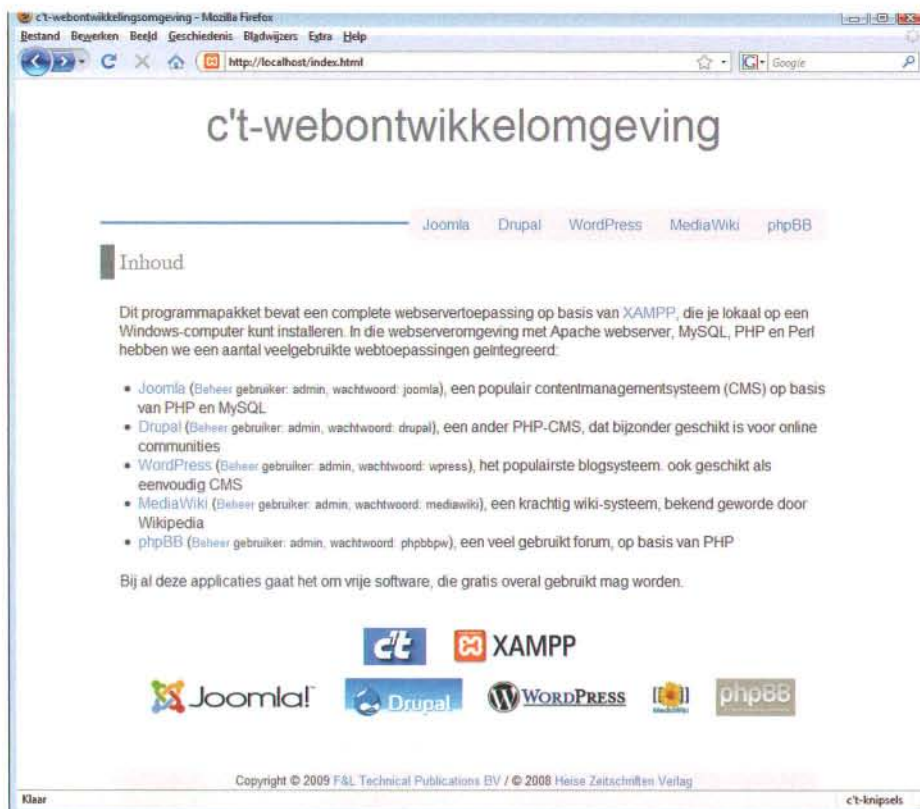 c't-webontwikkelingsomgeving - Mozilla Firefox
Bestand Bewerken Beeld Geschiedenis Bladwijzers Extra Help
http://localhost/index.html
Google
c't-webontwikkelomgeving
Joomla Drupal WordPress MediaWiki phpBB
Inhoud
Dit programmapakket bevat een complete webservertoepassing op basis van XAMPP, die je lokaal op een
Windows-computer kunt installeren. In die webserveromgeving met Apache webserver, MySQL, PHP en Perl
hebben we een aantal veelgebruikte webtoepassingen geïntegreerd:
• Joomla (Beheer gebruiker: admin, wachtwoord: joomla), een populair contentmanagementsysteem (CMS) op basis
van PHP en MySQL
• Drupal (Beheer gebruiker: admin, wachtwoord: drupal), een ander PHP-CMS, dat bijzonder geschikt is voor online
communities
• WordPress (Beheer gebruiker: admin, wachtwoord: wpress), het populairste blogsysteem. ook geschikt als
eenvoudig CMS
• MediaWiki (Beheer gebruiker: admin, wachtwoord: mediawiki), een krachtig wiki-systeem, bekend geworde door
Wikipedia
• phpBB (Beheer gebruiker: admin, wachtwoord: phpbbpw), een veel gebruikt forum, op basis van PHP
Bij al deze applicaties gaat het om vrije software, die gratis overal gebruikt mag worden.
c't XAMPP
Joomla! Drupal WORDPRESS MediaWiki phpBB
Copyright © 2009 F&L Technical Publications BV / © 2008 Heise Zeitschriften Verlag
Klaar c't-knipsels